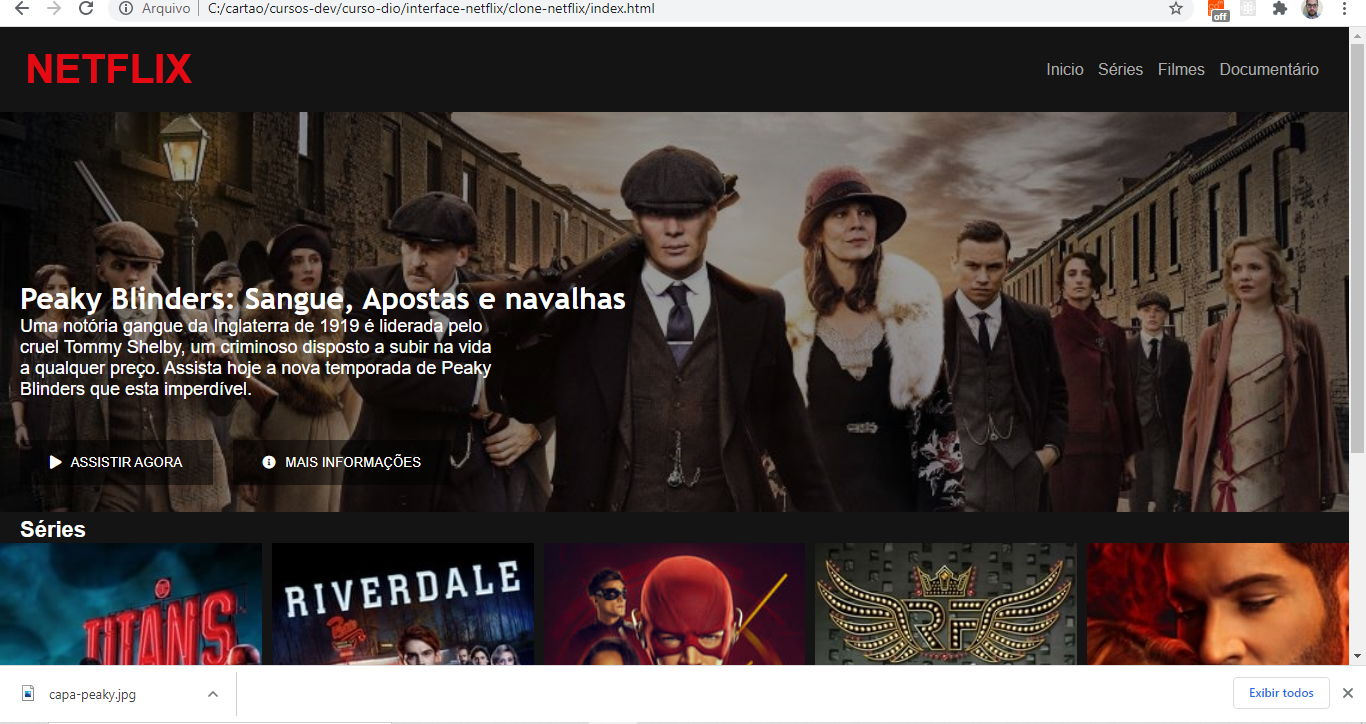 Arquivo
C:/cartao/cursos-dev/curso-dio/interface-netflix/clone-netflix/index.html
off
NETFLIX
Inicio Séries Filmes Documentário
Peaky Blinders: Sangue, Apostas e navalhas
Uma notória gangue da Inglaterra de 1919 é liderada pelo
cruel Tommy Shelby, um criminoso disposto a subir na vida
a qualquer preço. Assista hoje a nova temporada de Peaky
Blinders que esta imperdível.
ASSISTIR AGORA
MAIS INFORMAÇÕES
Séries
TITANS
RIVERDALE
RF
capa-peaky.jpg
Exibir todos